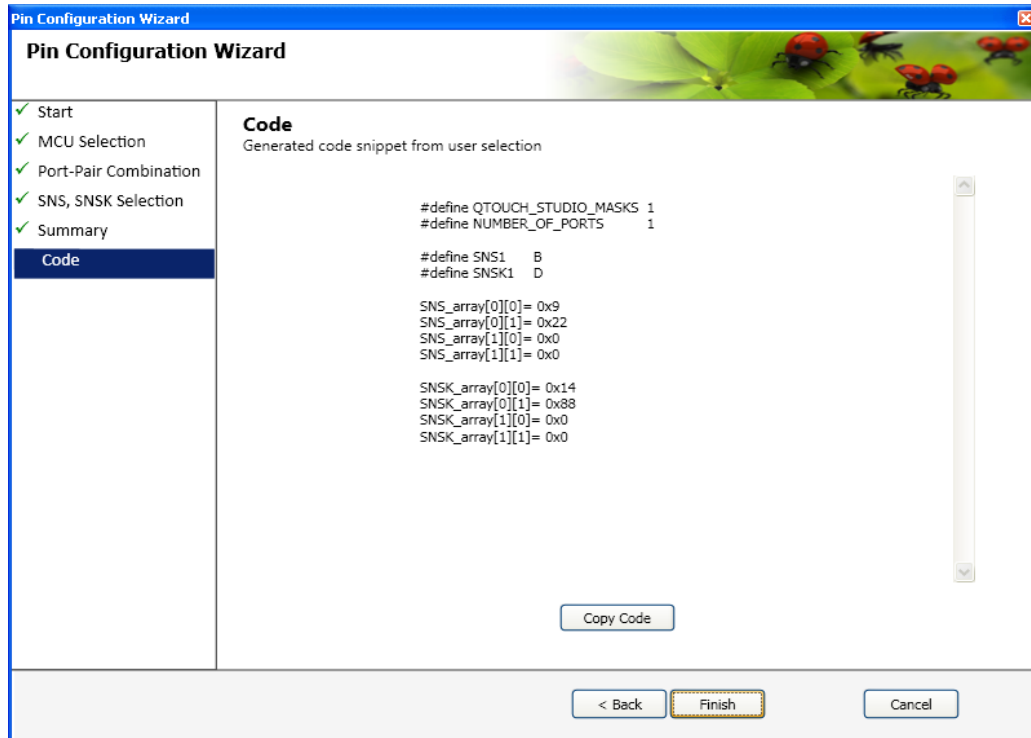 Pin Configuration Wizard
Pin Configuration Wizard
Start
MCU Selection
Port-Pair Combination
SNS, SNSK Selection
Summary
Code
Code
Generated code snippet from user selection
#define QTOUCH_STUDIO_MASKS 1
#define NUMBER_OF_PORTS 1
#define SNS1 B
#define SNSK1 D
SNS_array[0][0]= 0x9
SNS_array[0][1]= 0x22
SNS_array[1][0]= 0x0
SNS_array[1][1]= 0x0
SNSK_array[0][0]= 0x14
SNSK_array[0][1]= 0x88
SNSK_array[1][0]= 0x0
SNSK_array[1][1]= 0x0
Copy Code
< Back Finish Cancel